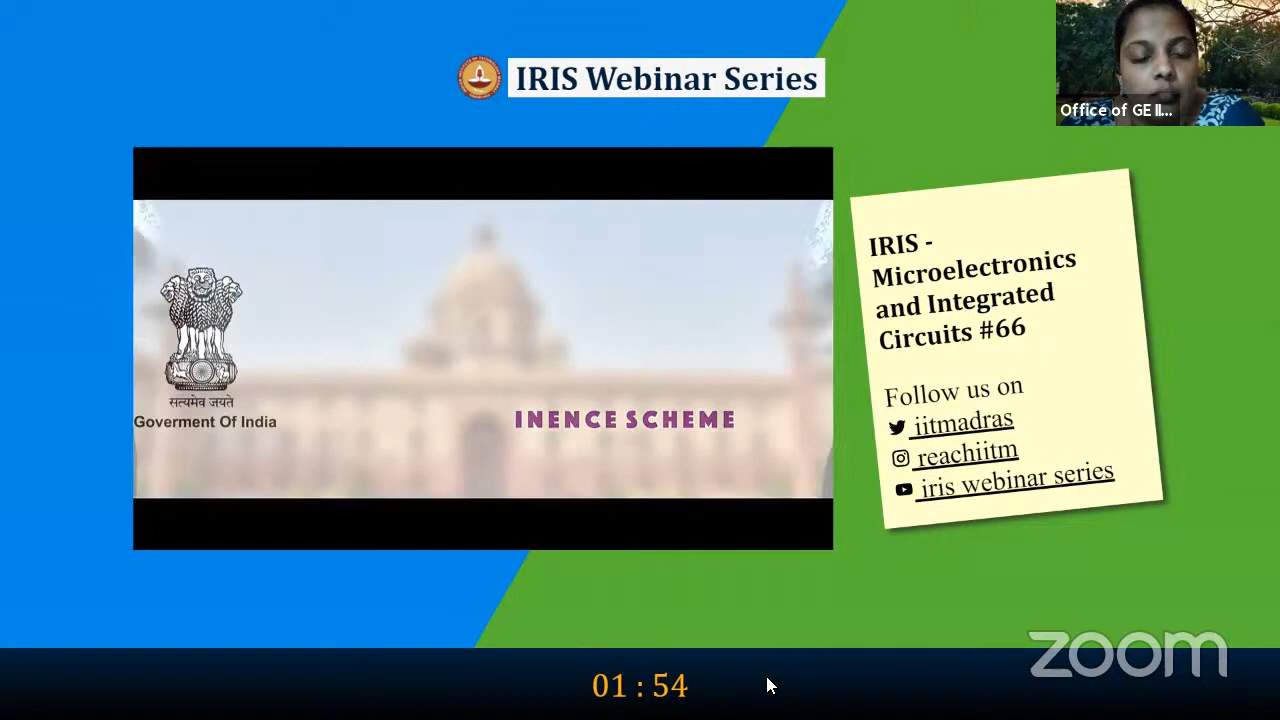 IRIS Webinar Series
Office of GE II...
सत्यमेव जयते
Goverment Of India
INENCE SCHEME
IRIS -
Microelectronics
and Integrated
Circuits #66
Follow us on
iitmadras
reachiitm
iris webinar series
zoom
01 : 54